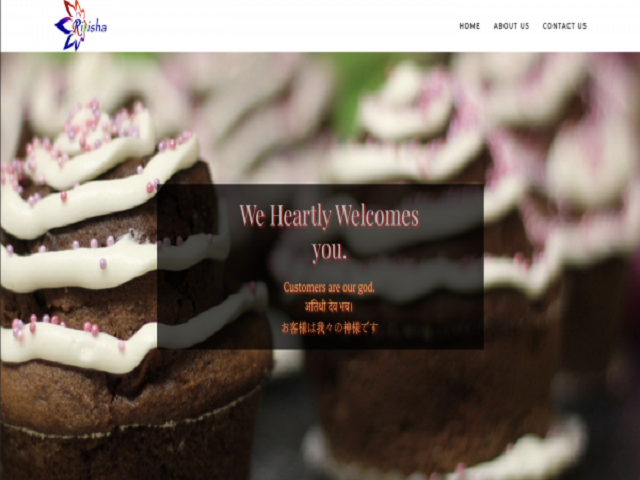 Ritisha
HOME ABOUT US CONTACT US
We Heartly Welcomes
you.
Customers are our god.
अतिथी देव भव।
お客様は我々の神様です